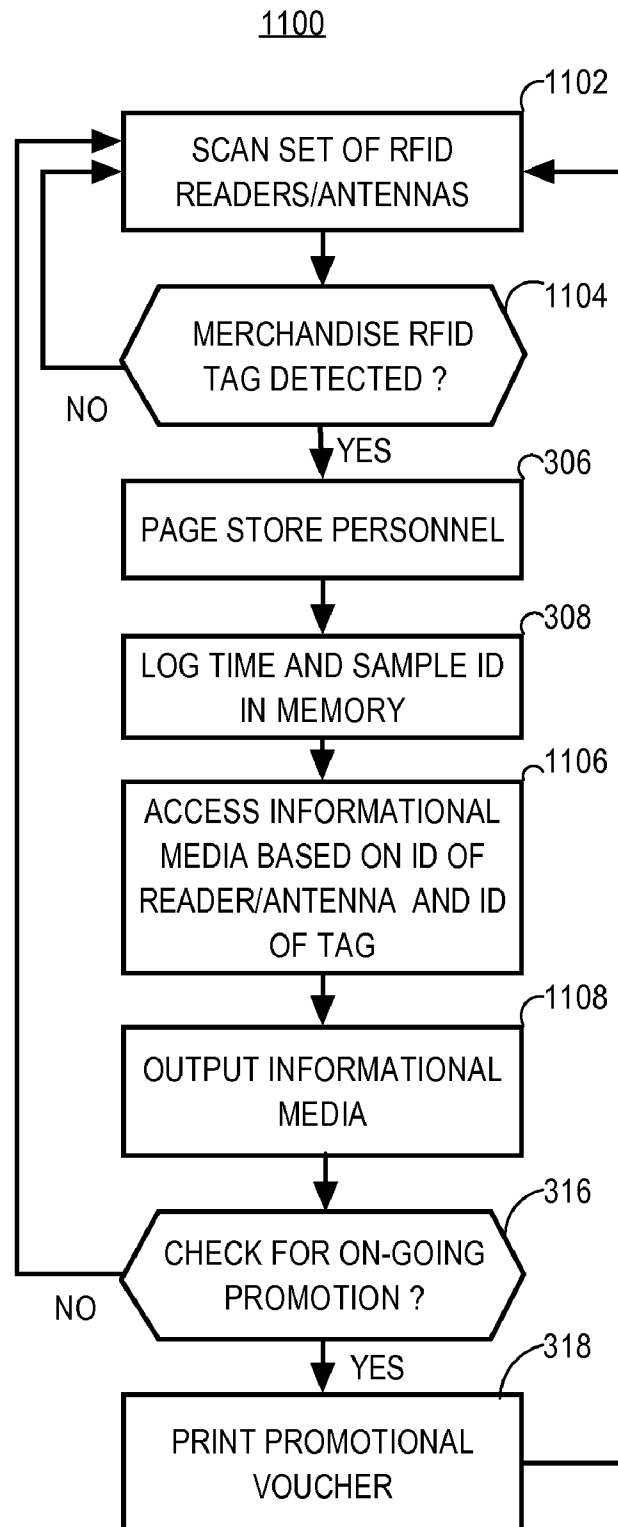 1100
1102
SCAN SET OF RFID
READERS/ANTENNAS
1104
MERCHANDISE RFID
TAG DETECTED ?
NO
YES
306
PAGE STORE PERSONNEL
308
LOG TIME AND SAMPLE ID
IN MEMORY
1106
ACCESS INFORMATIONAL
MEDIA BASED ON ID OF
READER/ANTENNA AND ID
OF TAG
1108
OUTPUT INFORMATIONAL
MEDIA
316
CHECK FOR ON-GOING
PROMOTION ?
NO
YES
318
PRINT PROMOTIONAL
VOUCHER